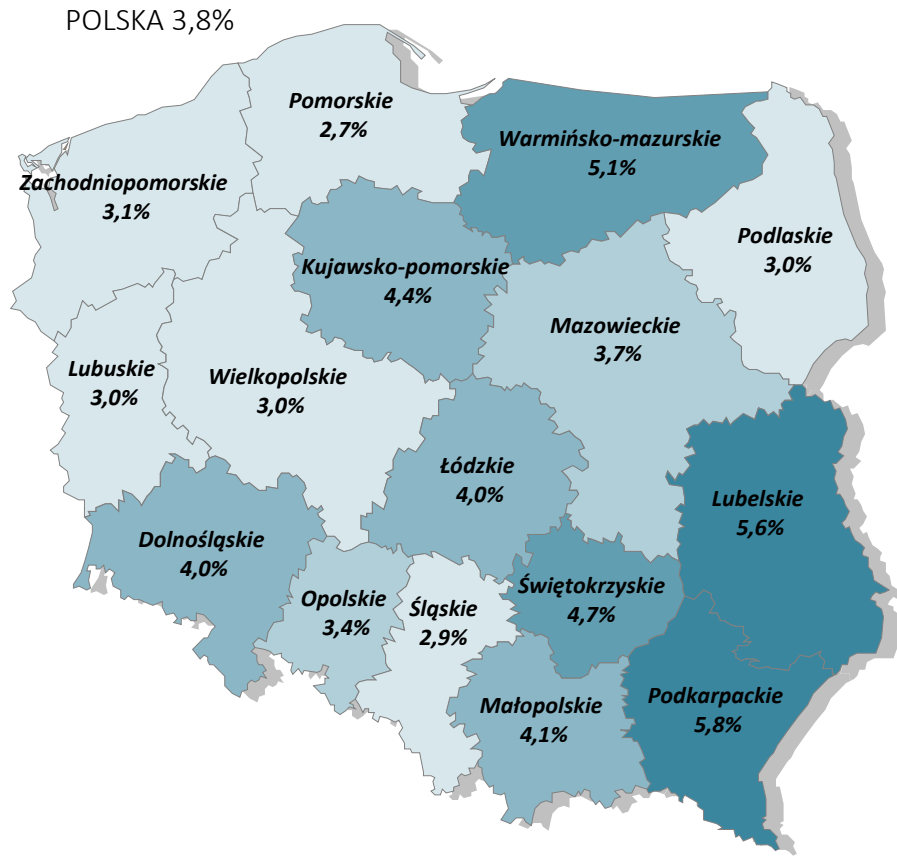 POLSKA 3,8%
Pomorskie
2,7%
Warmińsko-mazurskie
5,1%
Zachodniopomorskie
3,1%
Podlaskie
3,0%
Kujawsko-pomorskie
4,4%
Mazowieckie
3,7%
Lubuskie
3,0%
Wielkopolskie
3,0%
Łódzkie
4,0%
Lubelskie
5,6%
Dolnośląskie
4,0%
Opolskie
3,4%
Śląskie
2,9%
Świętokrzyskie
4,7%
Małopolskie
4,1%
Podkarpackie
5,8%